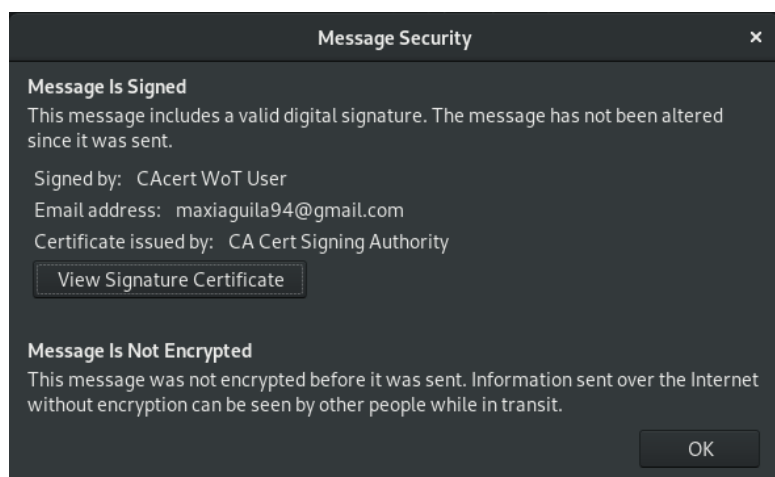 Message Security ×
Message Is Signed
This message includes a valid digital signature. The message has not been altered
since it was sent.
Signed by: CAcert WoT User
Email address: maxiaguila94@gmail.com
Certificate issued by: CA Cert Signing Authority
View Signature Certificate
Message Is Not Encrypted
This message was not encrypted before it was sent. Information sent over the Internet
without encryption can be seen by other people while in transit.
OK